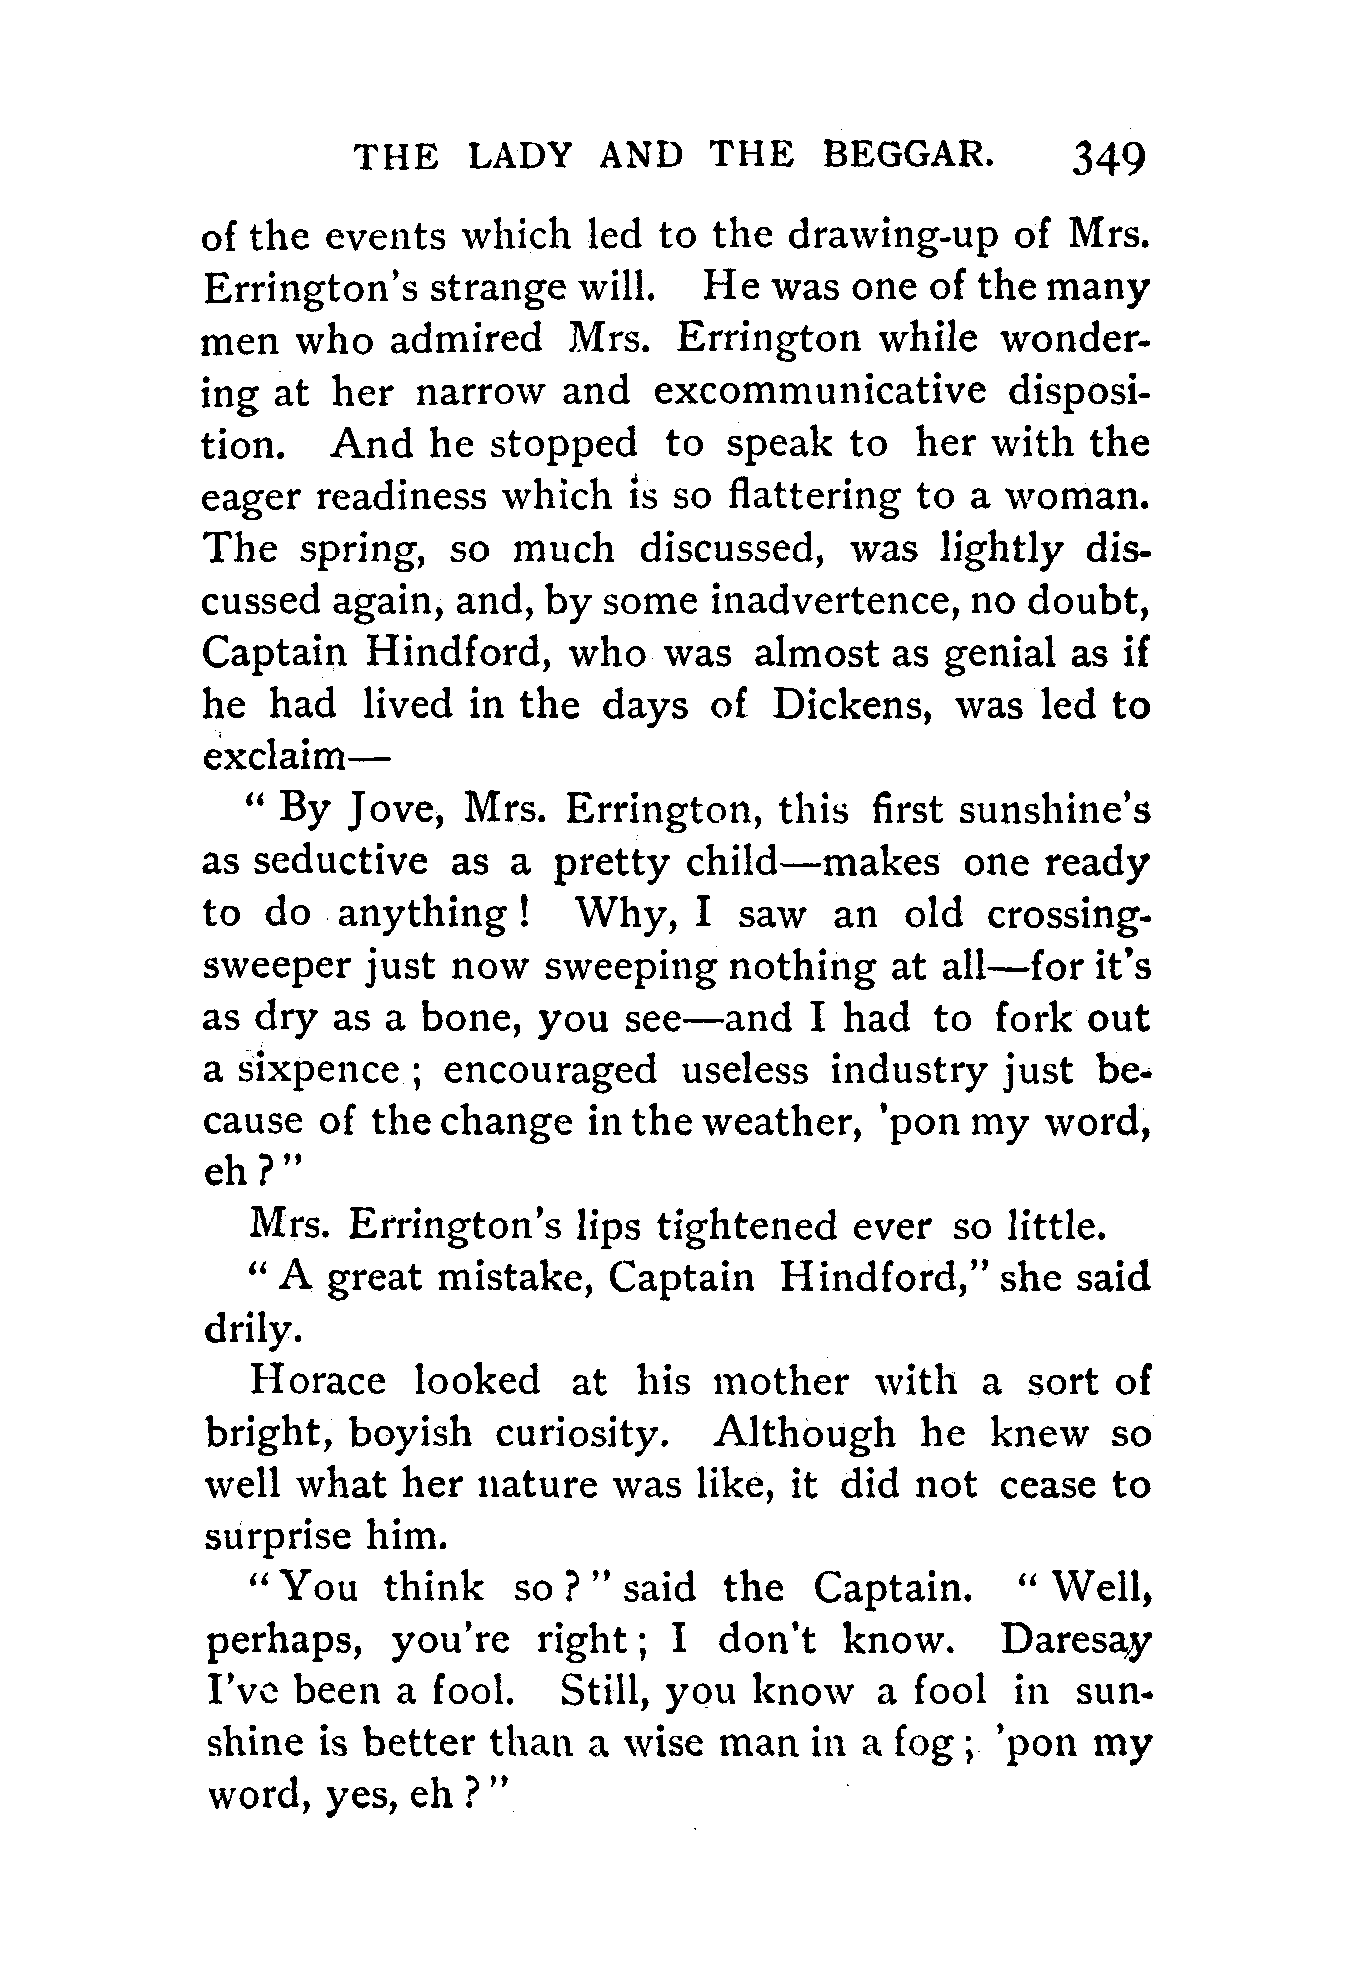 THE LADY AND THE BEGGAR. 349
of the events which led to the drawing-up of Mrs.
Errington's strange will. He was one of the many
men who admired Mrs. Errington while wonder-
ing at her narrow and excommunicative disposi-
tion. And he stopped to speak to her with the
eager readiness which is so flattering to a woman.
The spring, so much discussed, was lightly dis-
cussed again, and, by some inadvertence, no doubt,
Captain Hindford, who was almost as genial as if
he had lived in the days of Dickens, was led to
exclaim—
“ By Jove, Mrs. Errington, this first sunshine's
as seductive as a pretty child—makes one ready
to do anything ! Why, I saw an old crossing-
sweeper just now sweeping nothing at all—for it's
as dry as a bone, you see—and I had to fork out
a sixpence ; encouraged useless industry just be-
cause of the change in the weather, 'pon my word,
eh ? ”
Mrs. Errington's lips tightened ever so little.
“ A great mistake, Captain Hindford,” she said
drily.
Horace looked at his mother with a sort of
bright, boyish curiosity. Although he knew so
well what her nature was like, it did not cease to
surprise him.
“ You think so ? ” said the Captain. “ Well,
perhaps, you're right ; I don't know. Daresay
I've been a fool. Still, you know a fool in sun-
shine is better than a wise man in a fog ; 'pon my
word, yes, eh ? ”